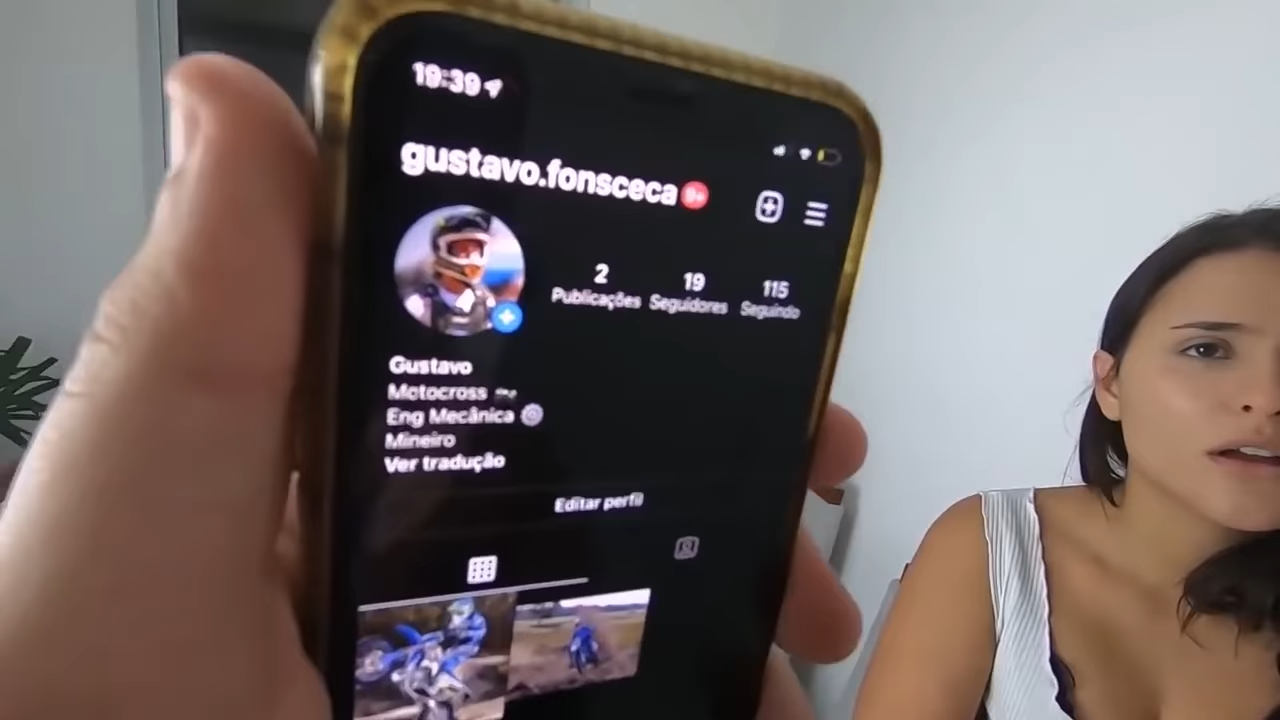 19:39
gustavo.fonsceca 9+
2 19 115
Publicações Seguidores Seguindo
Gustavo
Motocross
Eng Mecânica
Mineiro
Ver tradução
Editar perfil